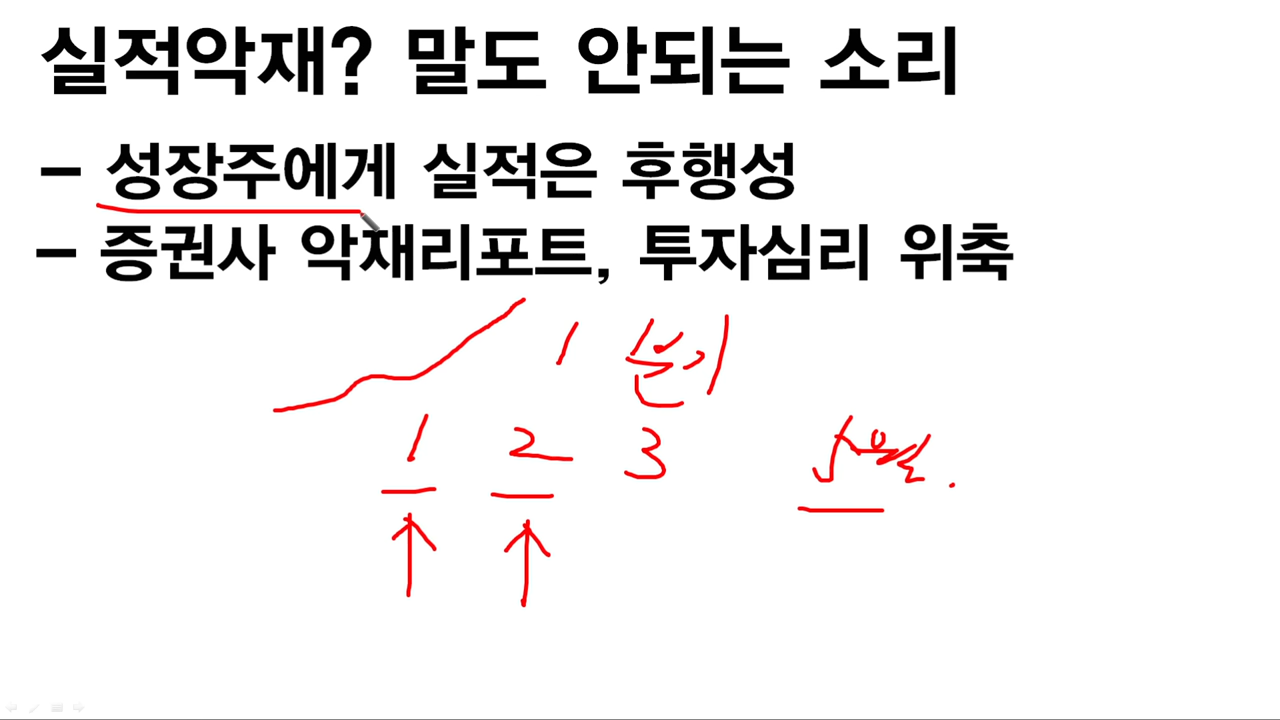 실적악재? 말도 안되는 소리
- 성장주에게 실적은 후행성
- 증권사 악재리포트, 투자심리 위축
1 분기
1 2 3